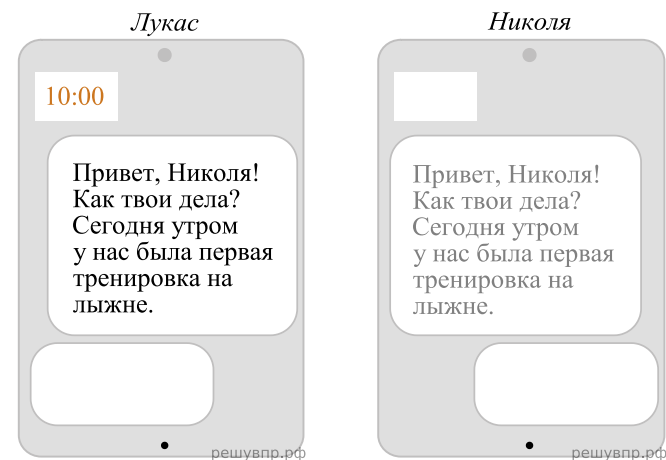 Лукас
10:00
Привет, Николя!
Как твои дела?
Сегодня утром
у нас была первая
тренировка на
лыжне.
решувпр.рф
Николя
Привет, Николя!
Как твои дела?
Сегодня утром
у нас была первая
тренировка на
лыжне.
решувпр.рф